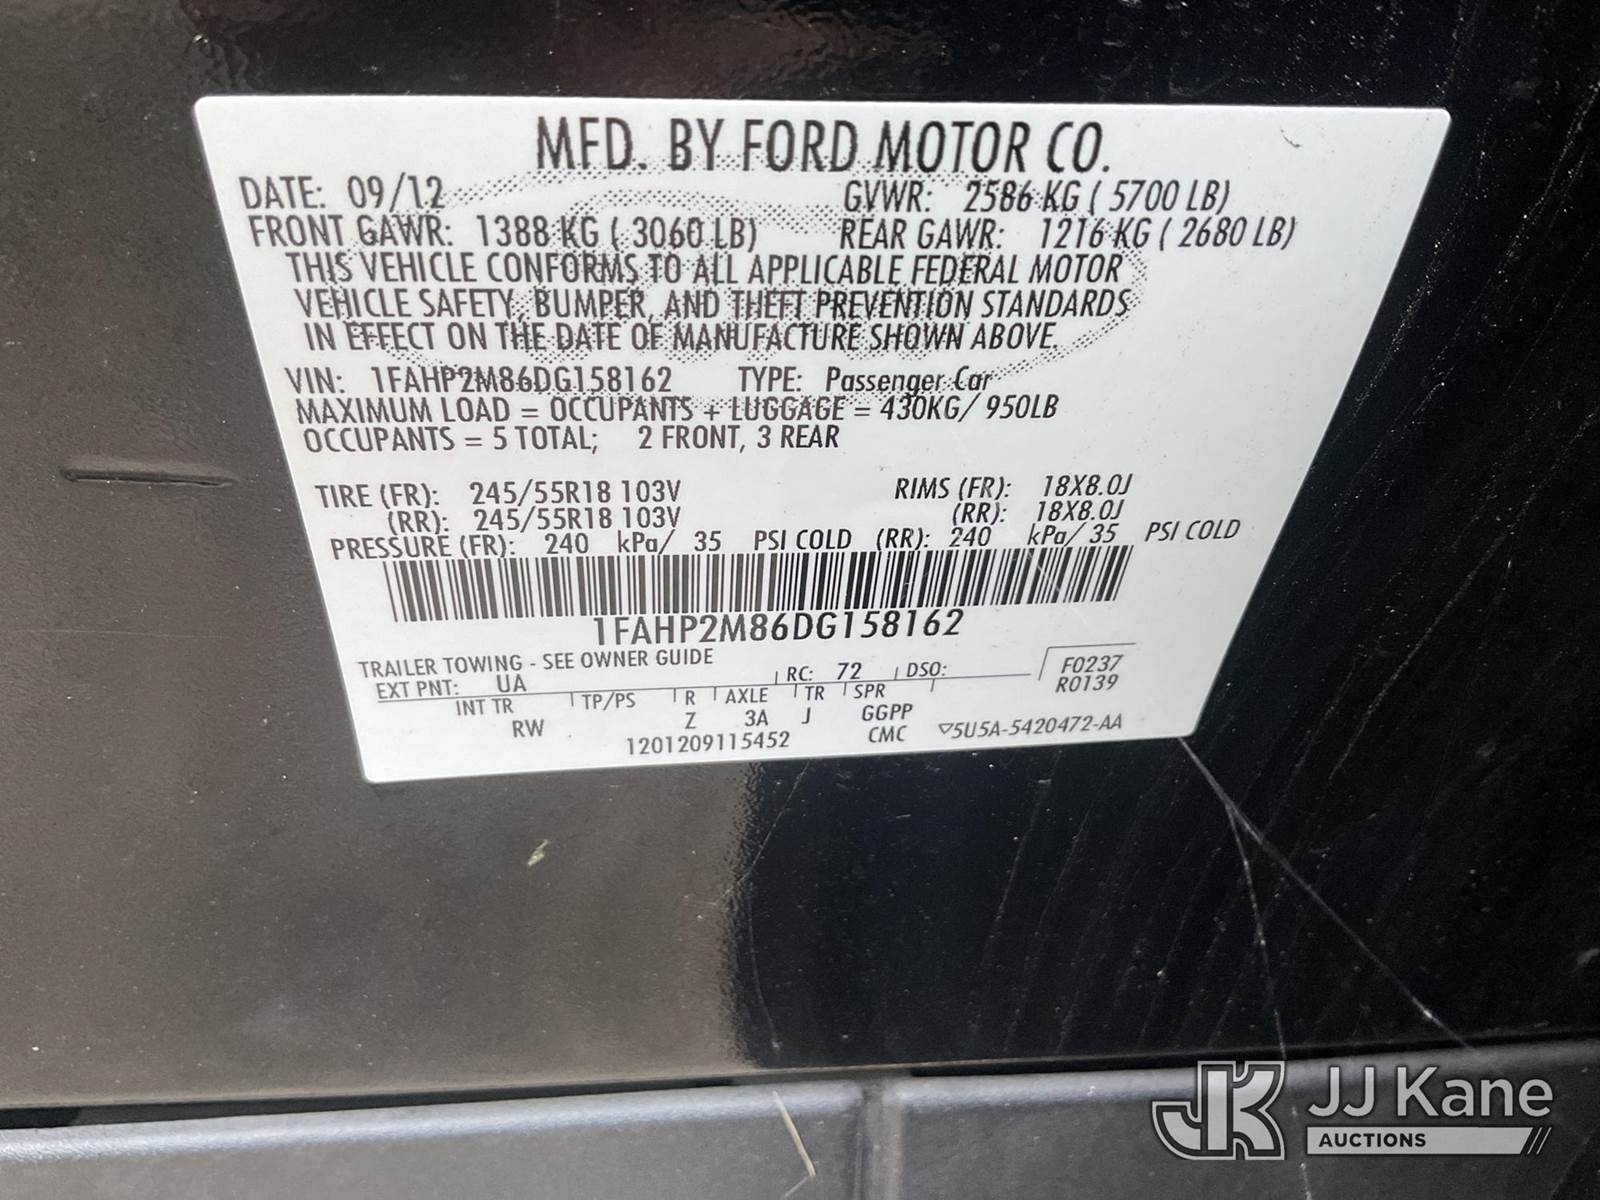 MFD. BY FORD MOTOR CO.
DATE: 09/12 GVWR: 2586 KG ( 5700 LB)
FRONT GAWR: 1388 KG ( 3060 LB) REAR GAWR: 1216 KG ( 2680 LB)
THIS VEHICLE CONFORMS TO ALL APPLICABLE FEDERAL MOTOR
VEHICLE SAFETY, BUMPER, AND THEFT PREVENTION STANDARDS
IN EFFECT ON THE DATE OF MANUFACTURE SHOWN ABOVE.
VIN: 1FAHP2M86DG158162 TYPE: Passenger Car
MAXIMUM LOAD = OCCUPANTS + LUGGAGE = 430KG/ 950LB
OCCUPANTS = 5 TOTAL; 2 FRONT, 3 REAR
TIRE (FR): 245/55R18 103V RIMS (FR): 18X8.0J
(RR): 245/55R18 103V (RR): 18X8.0J
PRESSURE (FR): 240 kPa/ 35 PSI COLD (RR): 240 kPa/ 35 PSI COLD
1FAHP2M86DG158162
TRAILER TOWING - SEE OWNER GUIDE
EXT PNT: UA RC: 72 DSO: F0237
R0139
INT TR TP/PS R AXLE TR SPR
RW Z 3A J GGPP
1201209115452 CMC ▽5U5A-5420472-AA
JK JJ Kane
AUCTIONS